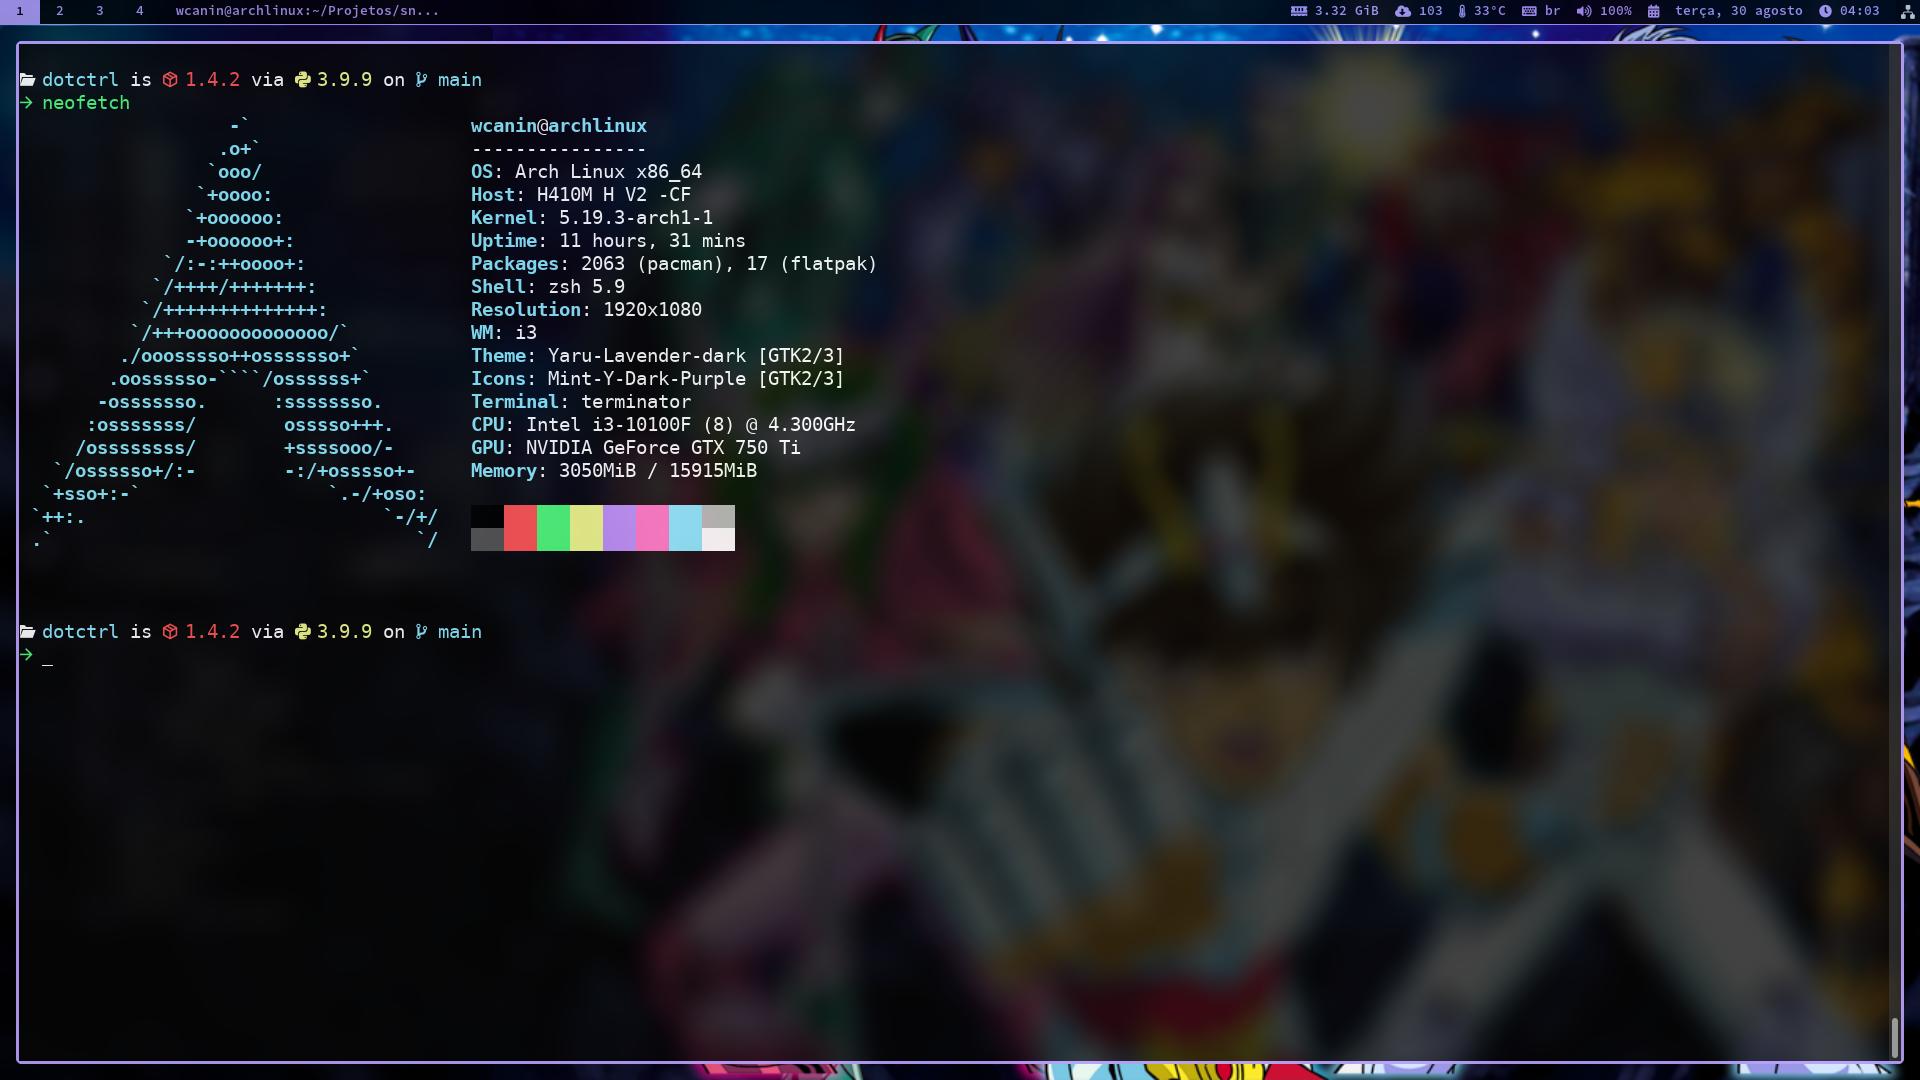 1 2 3 4 wcanin@archlinux:~/Projetos/sn... 3.32 GiB 103 33°C br 100% terça, 30 agosto 04:03
dotctrl is 1.4.2 via 3.9.9 on main
→ neofetch
                   -`                    wcanin@archlinux
                  .o+`                   ----------------
                 `ooo/                   OS: Arch Linux x86_64
                `+oooo:                  Host: H410M H V2 -CF
               `+oooooo:                 Kernel: 5.19.3-arch1-1
               -+oooooo+:                Uptime: 11 hours, 31 mins
             `/:-:++oooo+:               Packages: 2063 (pacman), 17 (flatpak)
            `/++++/+++++++:              Shell: zsh 5.9
           `/++++++++++++++:             Resolution: 1920x1080
          `/+++ooooooooooooo/`           WM: i3
         ./ooosssso++osssssso+`          Theme: Yaru-Lavender-dark [GTK2/3]
        .oossssso-````/ossssss+`         Icons: Mint-Y-Dark-Purple [GTK2/3]
       -osssssso.      :ssssssso.        Terminal: terminator
      :osssssss/        osssso+++.       CPU: Intel i3-10100F (8) @ 4.300GHz
     /ossssssss/        +ssssooo/-       GPU: NVIDIA GeForce GTX 750 Ti
   `/ossssso+/:-        -:/+osssso+-     Memory: 3050MiB / 15915MiB
  `+sso+:-`                 `.-/+oso:
 `++:.                           `-/+/
 .`                                 `/
dotctrl is 1.4.2 via 3.9.9 on main
→ _